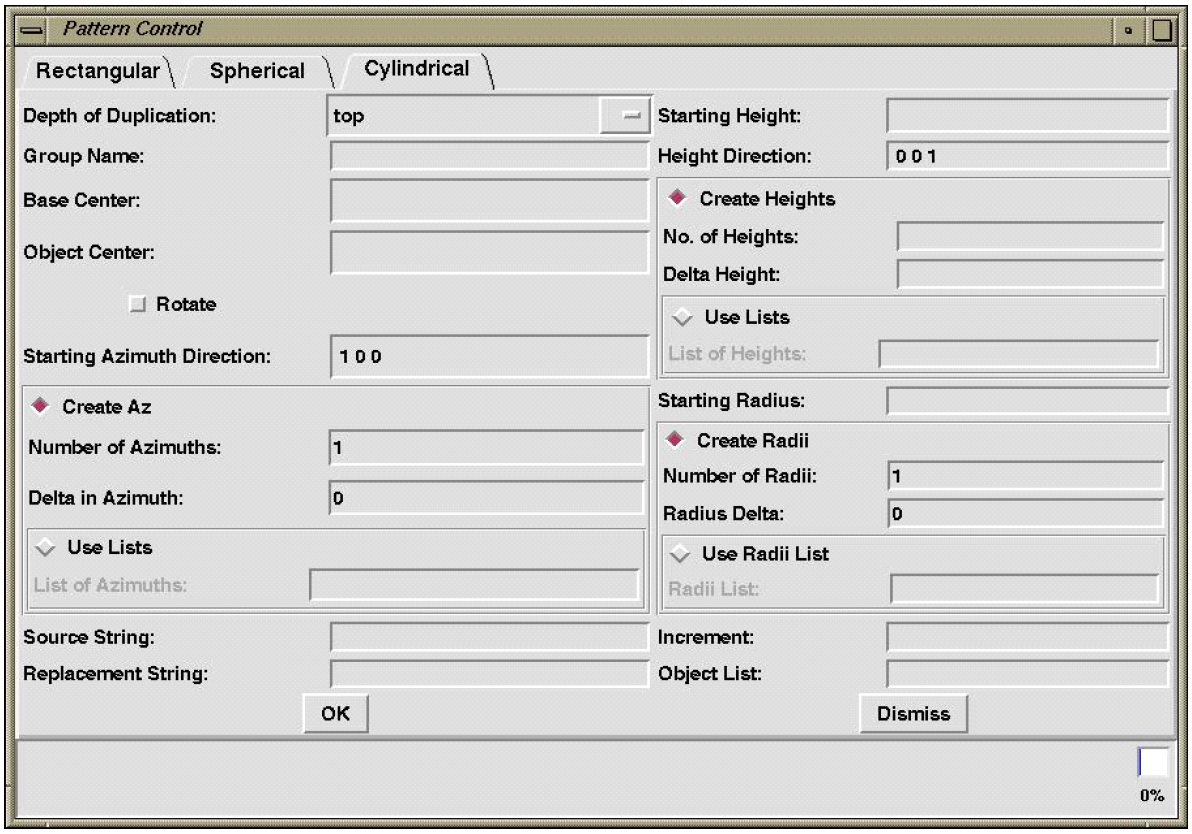 Pattern Control
Rectangular Spherical Cylindrical
Depth of Duplication: top
Group Name:
Base Center:
Object Center:
Rotate
Starting Azimuth Direction: 1 0 0
Create Az
Number of Azimuths: 1
Delta in Azimuth: 0
Use Lists
List of Azimuths:
Source String:
Replacement String:
OK
Starting Height:
Height Direction: 0 0 1
Create Heights
No. of Heights:
Delta Height:
Use Lists
List of Heights:
Starting Radius:
Create Radii
Number of Radii: 1
Radius Delta: 0
Use Radii List
Radii List:
Increment:
Object List:
Dismiss
0%